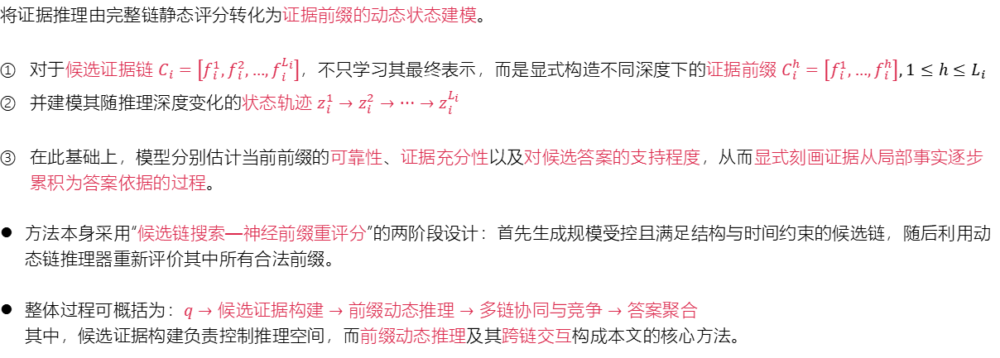 将证据推理由完整链静态评分转化为证据前缀的动态状态建模。
① 对于候选证据链 $C_i = [f_i^1, f_i^2, ..., f_i^{L_i}]$，不只学习其最终表示，而是显式构造不同深度下的证据前缀 $C_i^h = [f_i^1, ..., f_i^h], 1 \le h \le L_i$
② 并建模其随推理深度变化的状态轨迹 $z_i^1 \to z_i^2 \to \cdots \to z_i^{L_i}$
③ 在此基础上，模型分别估计当前前缀的可靠性、证据充分性以及对候选答案的支持程度，从而显式刻画证据从局部事实逐步
累积为答案依据的过程。
● 方法本身采用“候选链搜索—神经前缀重评分”的两阶段设计：首先生成规模受控且满足结构与时间约束的候选链，随后利用动
态链推理器重新评价其中所有合法前缀。
● 整体过程可概括为：$q$ → 候选证据构建 → 前缀动态推理 → 多链协同与竞争 → 答案聚合
其中，候选证据构建负责控制推理空间，而前缀动态推理及其跨链交互构成本文的核心方法。